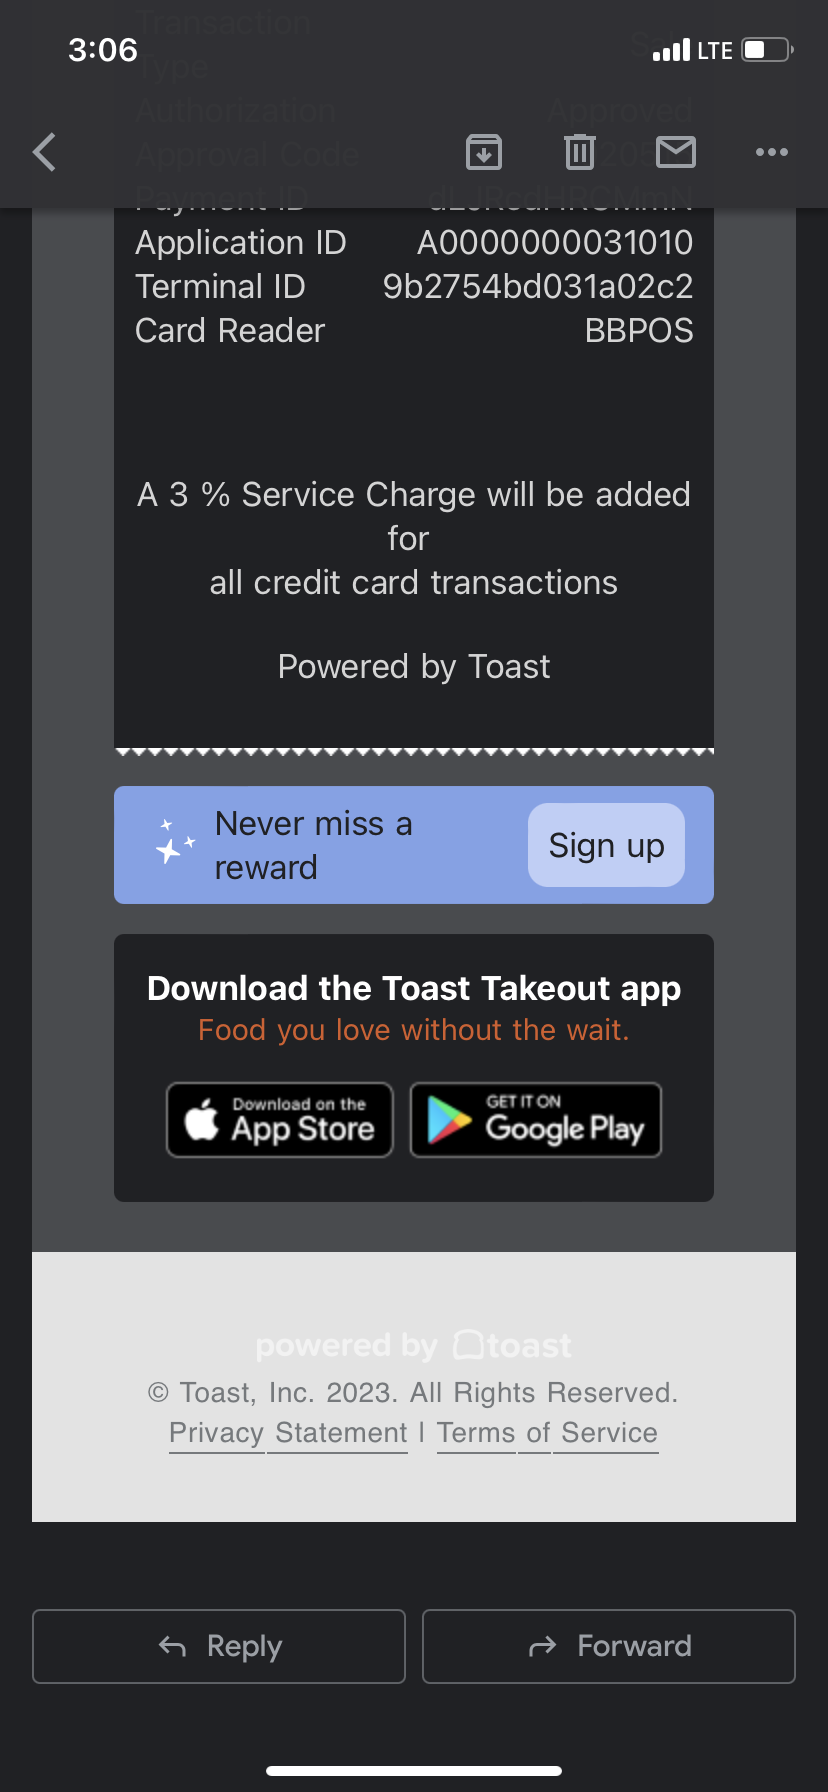 Transaction
3:06
LTE
Type
Authorization Approved
Approval Code
Payment ID dLJRcdHRCMmN
Application ID A0000000031010
Terminal ID 9b2754bd031a02c2
Card Reader BBPOS
A 3 % Service Charge will be added
for
all credit card transactions
Powered by Toast
Never miss a
reward
Sign up
Download the Toast Takeout app
Food you love without the wait.
Download on the
App Store
GET IT ON
Google Play
powered by toast
© Toast, Inc. 2023. All Rights Reserved.
Privacy Statement | Terms of Service
Reply
Forward